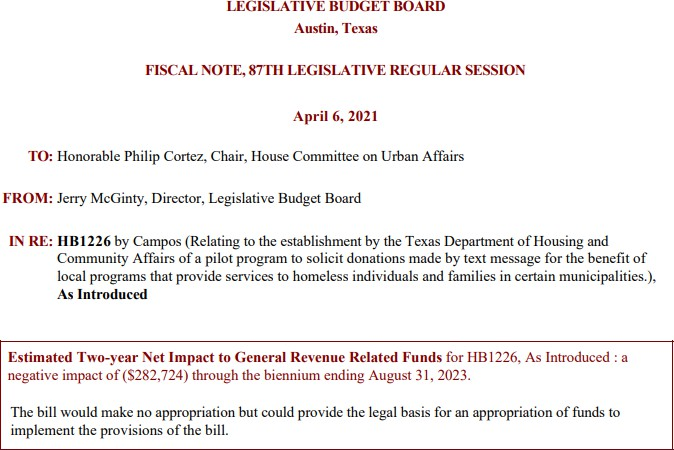 LEGISLATIVE BUDGET BOARD
Austin, Texas
FISCAL NOTE, 87TH LEGISLATIVE REGULAR SESSION
April 6, 2021
TO: Honorable Philip Cortez, Chair, House Committee on Urban Affairs
FROM: Jerry McGinty, Director, Legislative Budget Board
IN RE: HB1226 by Campos (Relating to the establishment by the Texas Department of Housing and
Community Affairs of a pilot program to solicit donations made by text message for the benefit of
local programs that provide services to homeless individuals and families in certain municipalities.),
As Introduced
Estimated Two-year Net Impact to General Revenue Related Funds for HB1226, As Introduced : a
negative impact of ($282,724) through the biennium ending August 31, 2023.
The bill would make no appropriation but could provide the legal basis for an appropriation of funds to
implement the provisions of the bill.